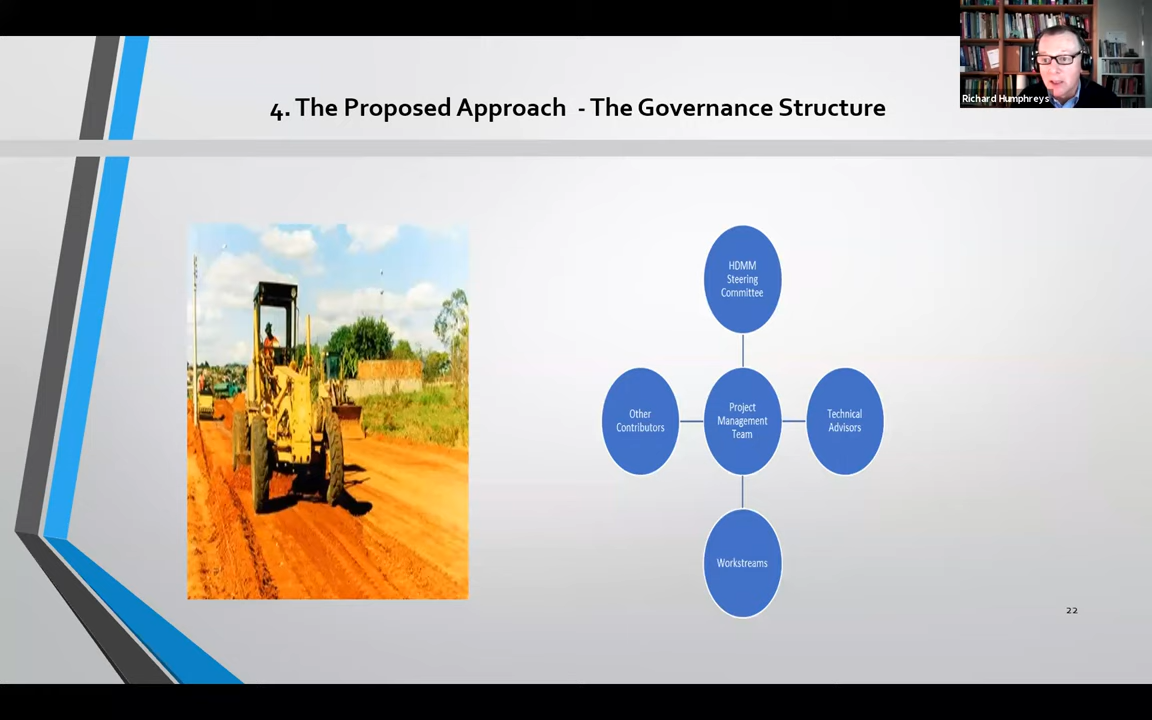 Richard Humphreys
4. The Proposed Approach - The Governance Structure
HDMM
Steering
Committee
Other
Contributors
Project
Management
Team
Technical
Advisors
Workstreams
22